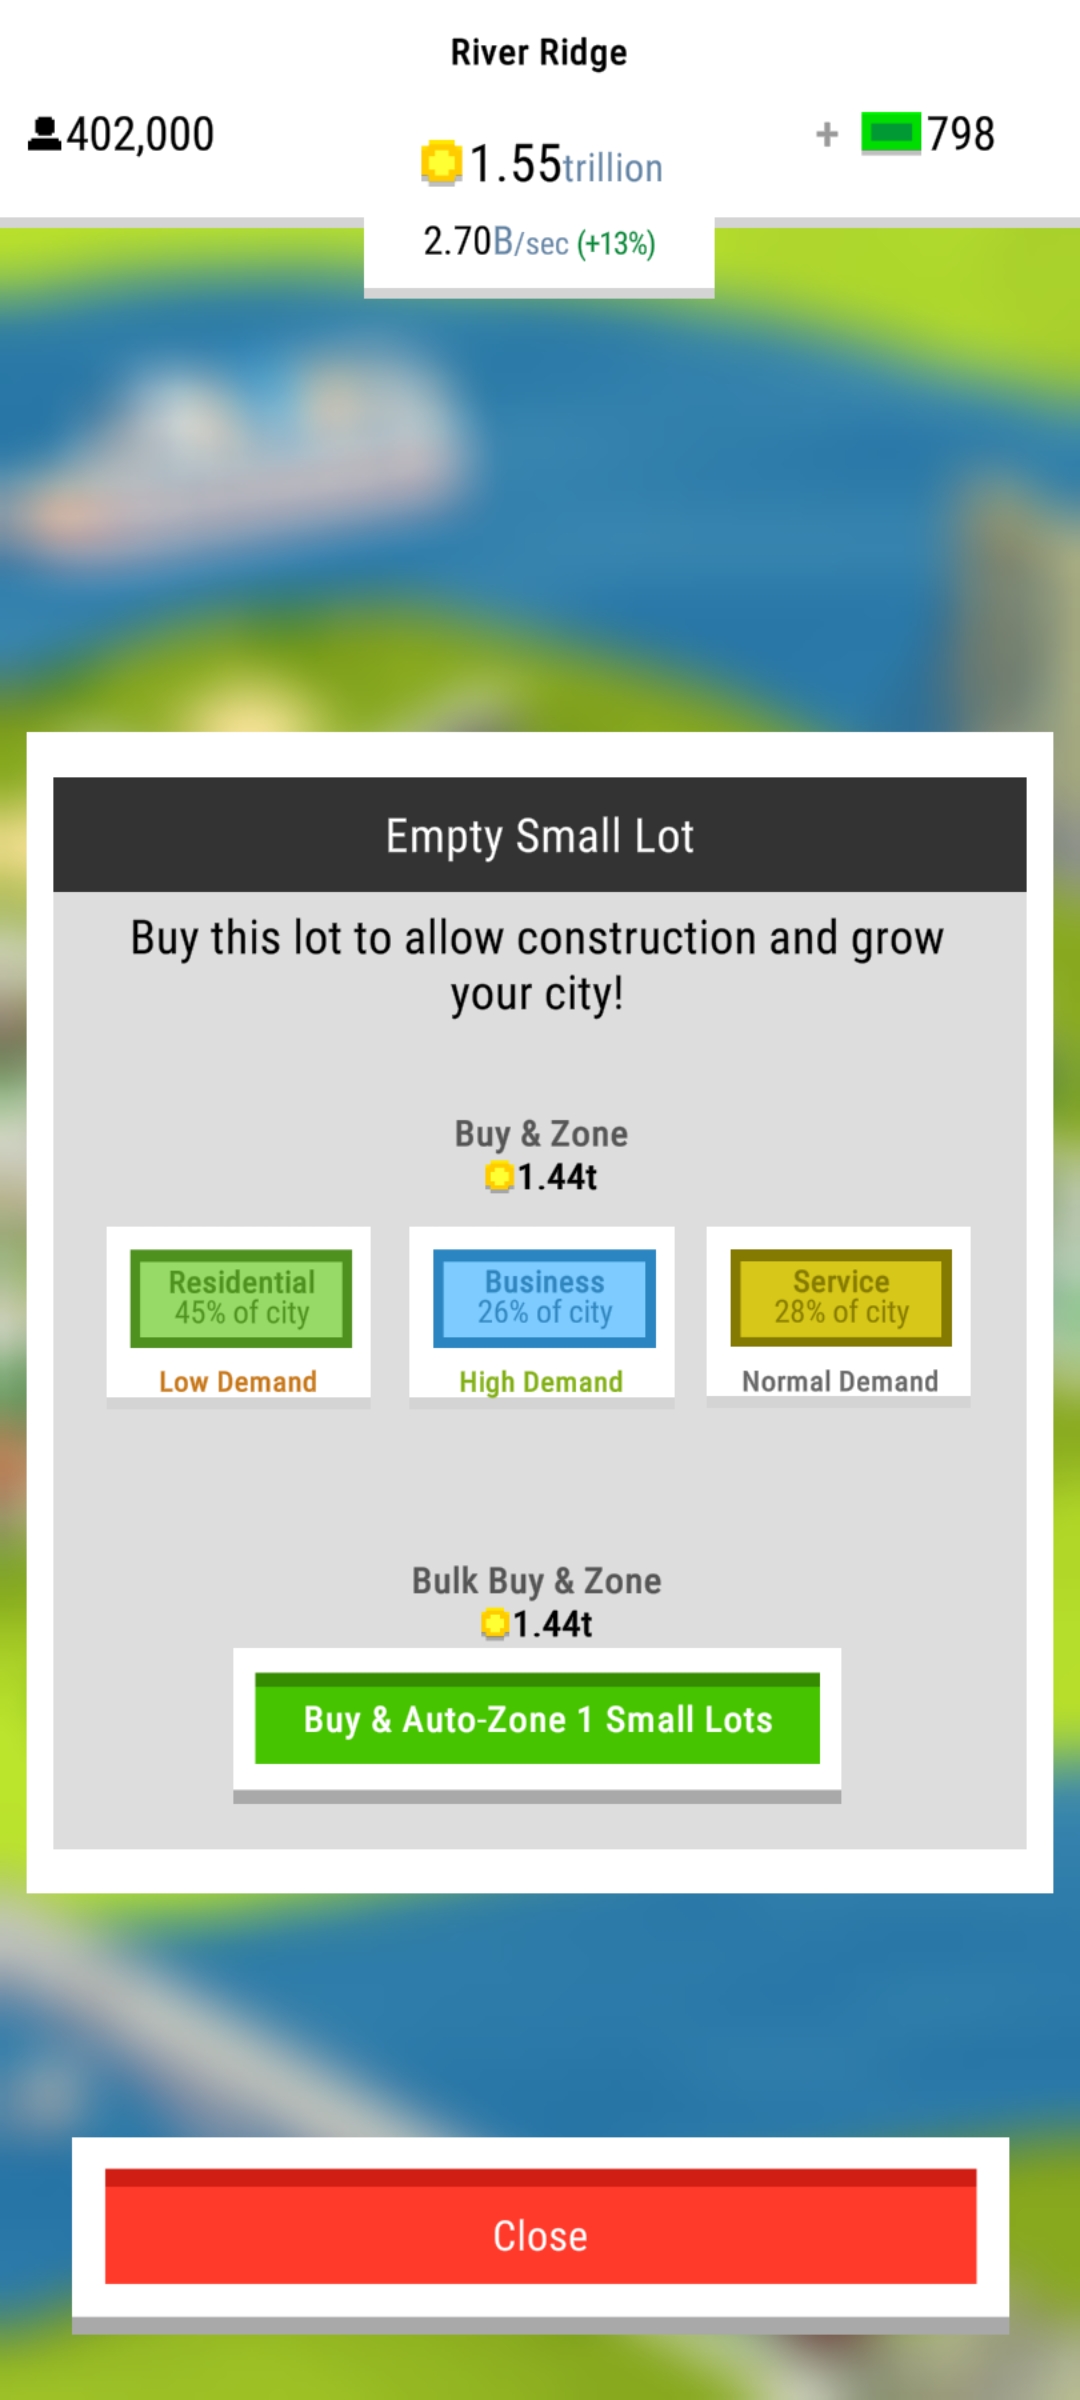 River Ridge
402,000
1.55trillion
+ 798
2.70B/sec (+13%)
Empty Small Lot
Buy this lot to allow construction and grow
your city!
Buy & Zone
1.44t
Residential
45% of city
Low Demand
Business
26% of city
High Demand
Service
28% of city
Normal Demand
Bulk Buy & Zone
1.44t
Buy & Auto-Zone 1 Small Lots
Close